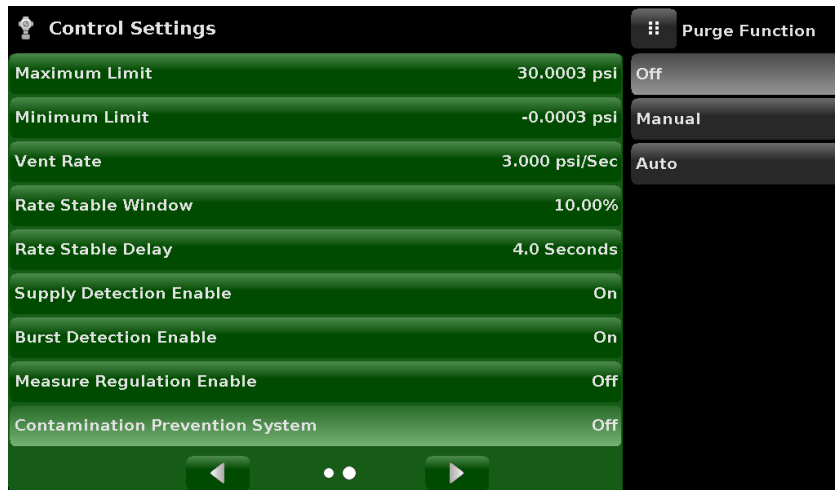 Control Settings
Maximum Limit 30.0003 psi
Minimum Limit -0.0003 psi
Vent Rate 3.000 psi/Sec
Rate Stable Window 10.00%
Rate Stable Delay 4.0 Seconds
Supply Detection Enable On
Burst Detection Enable On
Measure Regulation Enable Off
Contamination Prevention System Off
Purge Function
Off
Manual
Auto